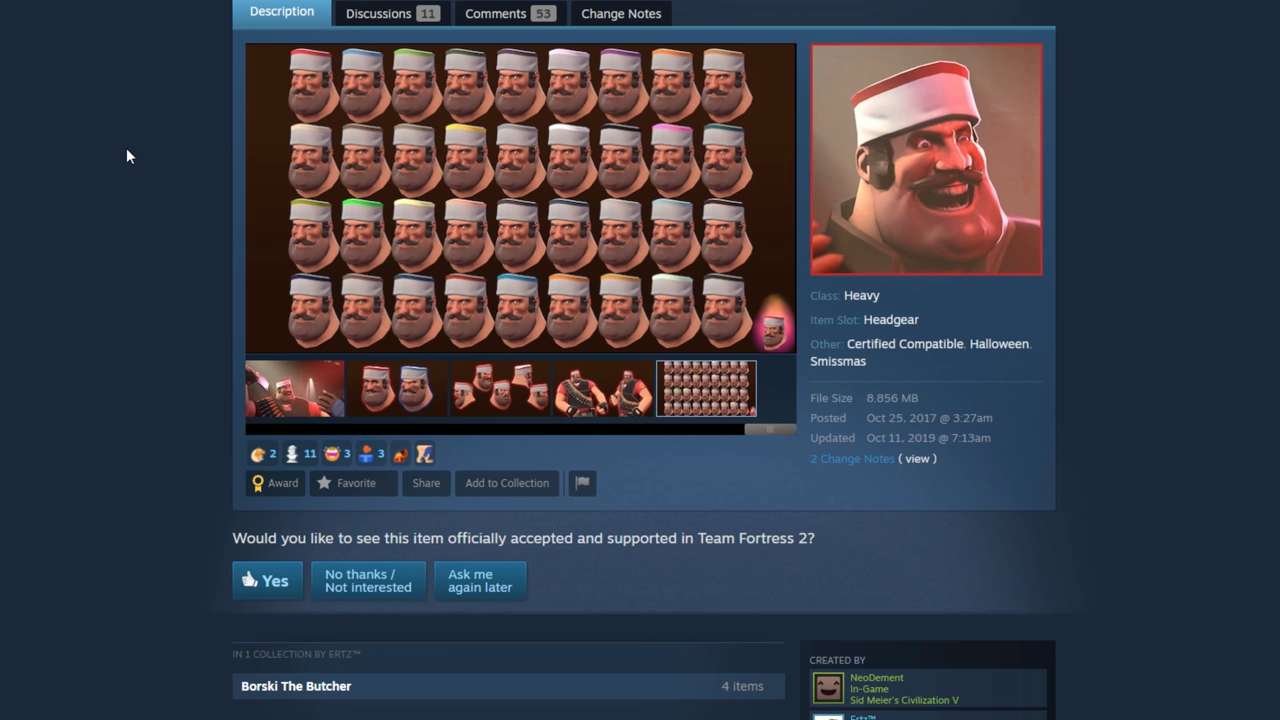 Description
Discussions 11
Comments 53
Change Notes
Class: Heavy
Item Slot: Headgear
Other: Certified Compatible, Halloween,
Smissmas
File Size 8.856 MB
Posted Oct 25, 2017 @ 3:27am
Updated Oct 11, 2019 @ 7:13am
2 Change Notes ( view )
2 11 3 3
Award
Favorite
Share
Add to Collection
Would you like to see this item officially accepted and supported in Team Fortress 2?
Yes
No thanks /
Not interested
Ask me
again later
IN 1 COLLECTION BY ERTZ™
Borski The Butcher 4 items
CREATED BY
NeoDement
In-Game
Sid Meier's Civilization V
Ertz™